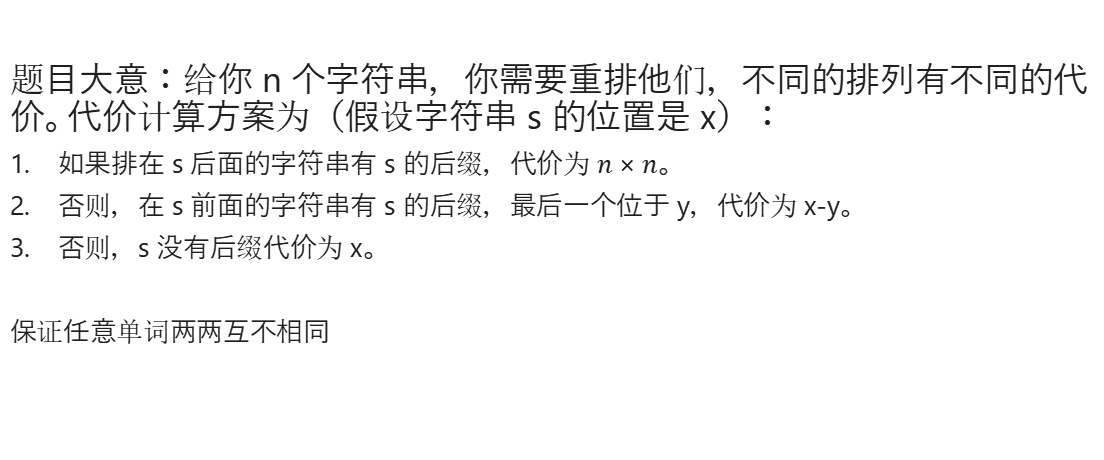 题目大意：给你 n 个字符串，你需要重排他们，不同的排列有不同的代
价。代价计算方案为（假设字符串 s 的位置是 x）：
1. 如果排在 s 后面的字符串有 s 的后缀，代价为 n × n。
2. 否则，在 s 前面的字符串有 s 的后缀，最后一个位于 y，代价为 x-y。
3. 否则，s 没有后缀代价为 x。
保证任意单词两两互不相同